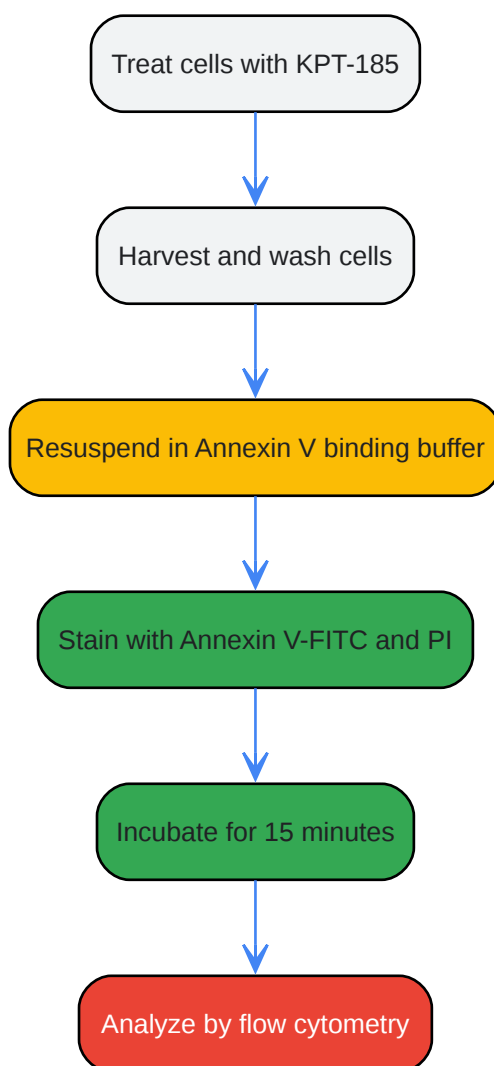 Treat cells with KPT-185
Harvest and wash cells
Resuspend in Annexin V binding buffer
Stain with Annexin V-FITC and PI
Incubate for 15 minutes
Analyze by flow cytometry